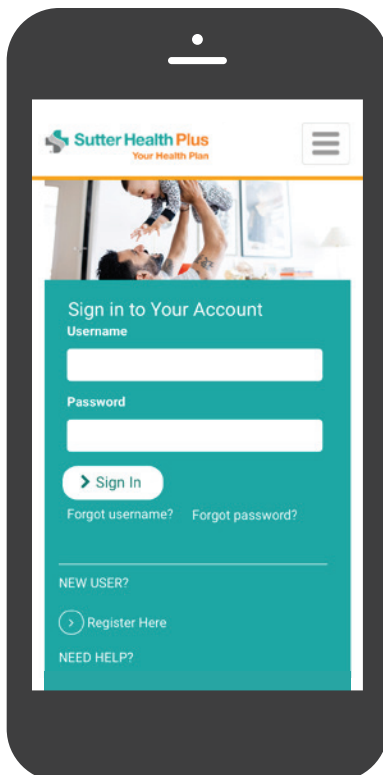 Sutter Health Plus
Your Health Plan
Sign in to Your Account
Username
Password
Sign In
Forgot username? Forgot password?
NEW USER?
Register Here
NEED HELP?